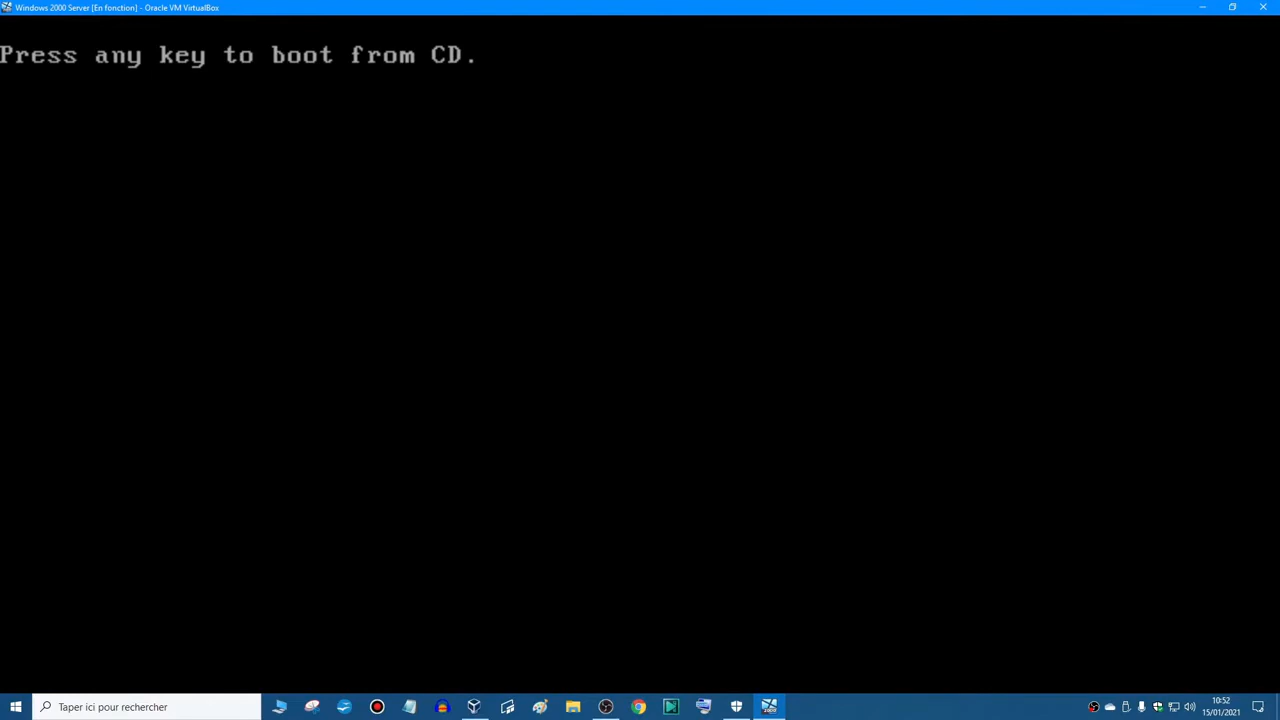 Windows 2000 Server [En fonction] - Oracle VM VirtualBox
Press any key to boot from CD.
Taper ici pour rechercher
2000
10:52
15/01/2021